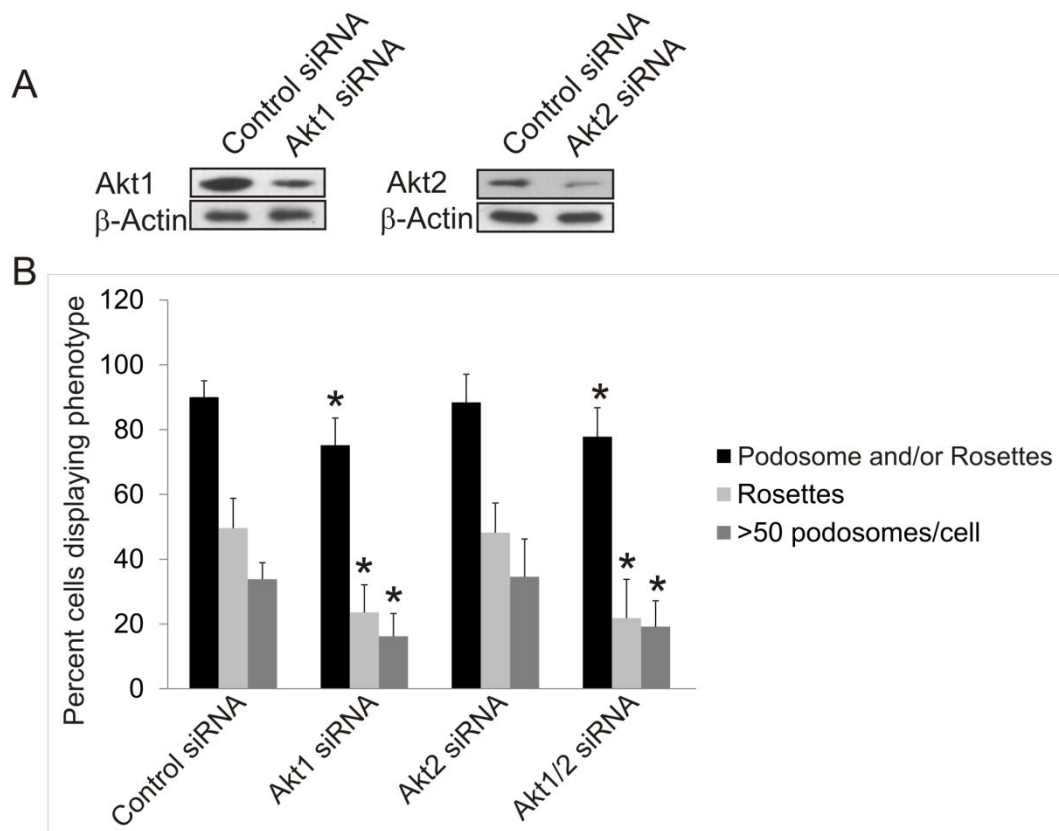 A
Control siRNA
Akt1 siRNA
Control siRNA
Akt2 siRNA
Akt1
β-Actin
Akt2
β-Actin
B
Percent cells displaying phenotype
120
100
80
60
40
20
0
*
*
*
*
*
*
Control siRNA
Akt1 siRNA
Akt2 siRNA
Akt1/2 siRNA
Podosome and/or Rosettes
Rosettes
>50 podosomes/cell